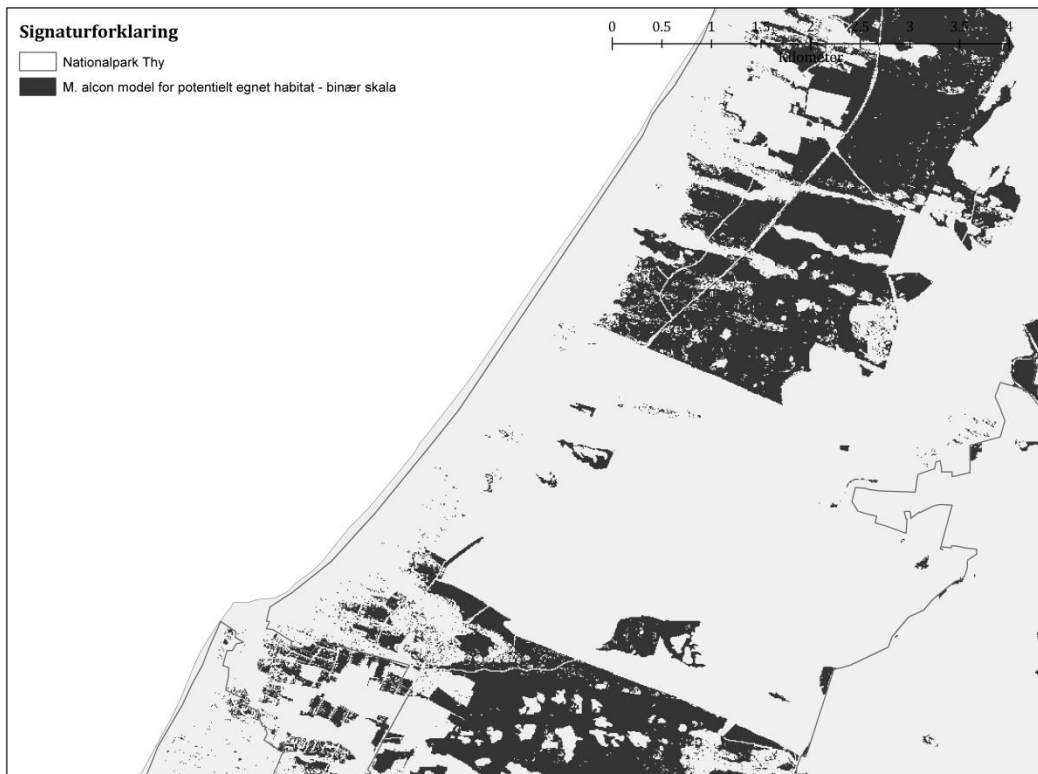 Signaturforklaring
Nationalpark Thy
M. alcon model for potentielt egnet habitat - binær skala
0 0.5 1 1.5 2 2.5 3 3.5 4
Kilometer